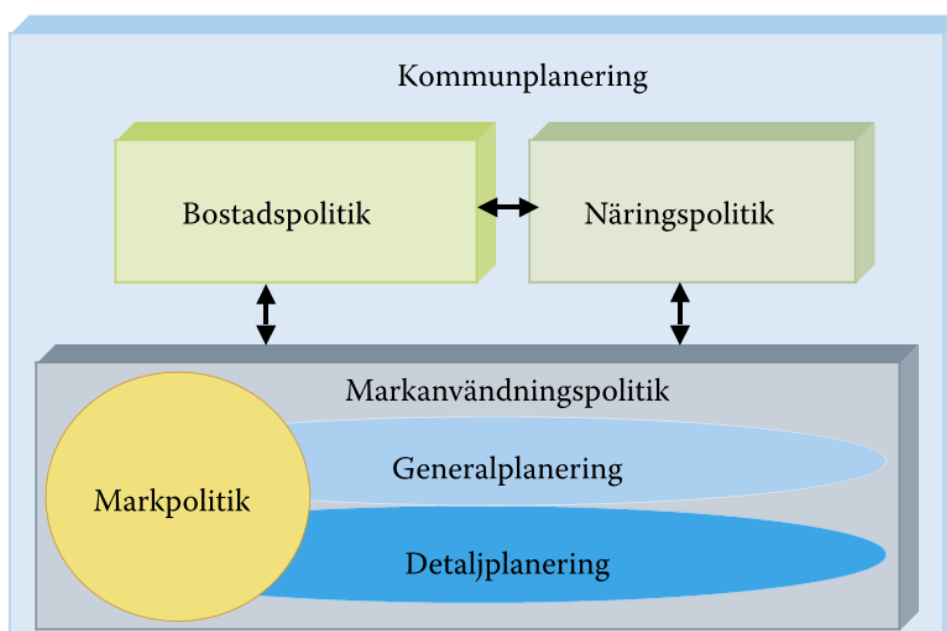 Kommunplanering
Bostadspolitik
Näringspolitik
Markanvändningspolitik
Generalplanering
Markpolitik
Detaljplanering